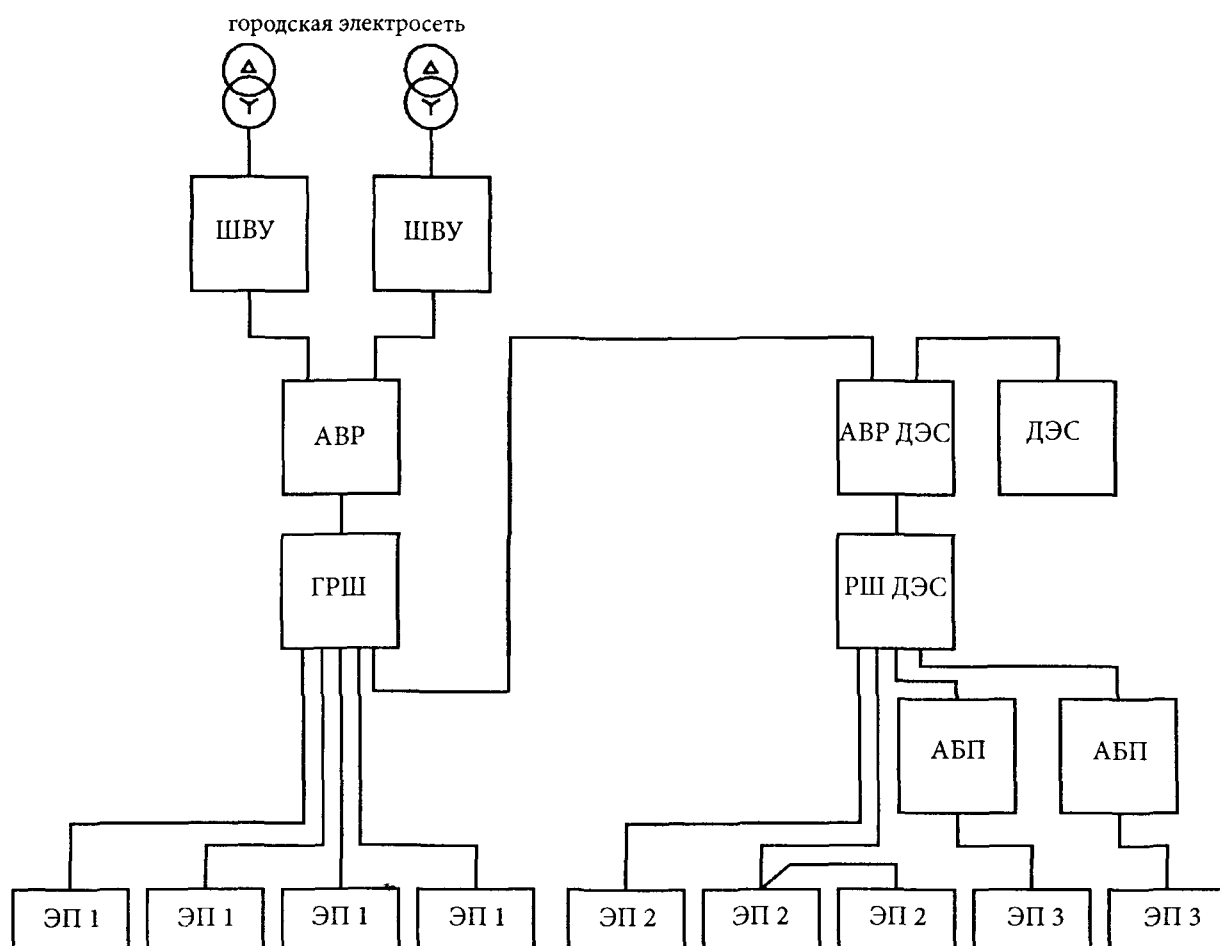 городская электросеть
Δ Δ
Y Y
ШВУ ШВУ
АВР АВР ДЭС ДЭС
ГРШ РШ ДЭС
АБП АБП
ЭП 1 ЭП 1 ЭП 1 ЭП 1 ЭП 2 ЭП 2 ЭП 2 ЭП 3 ЭП 3